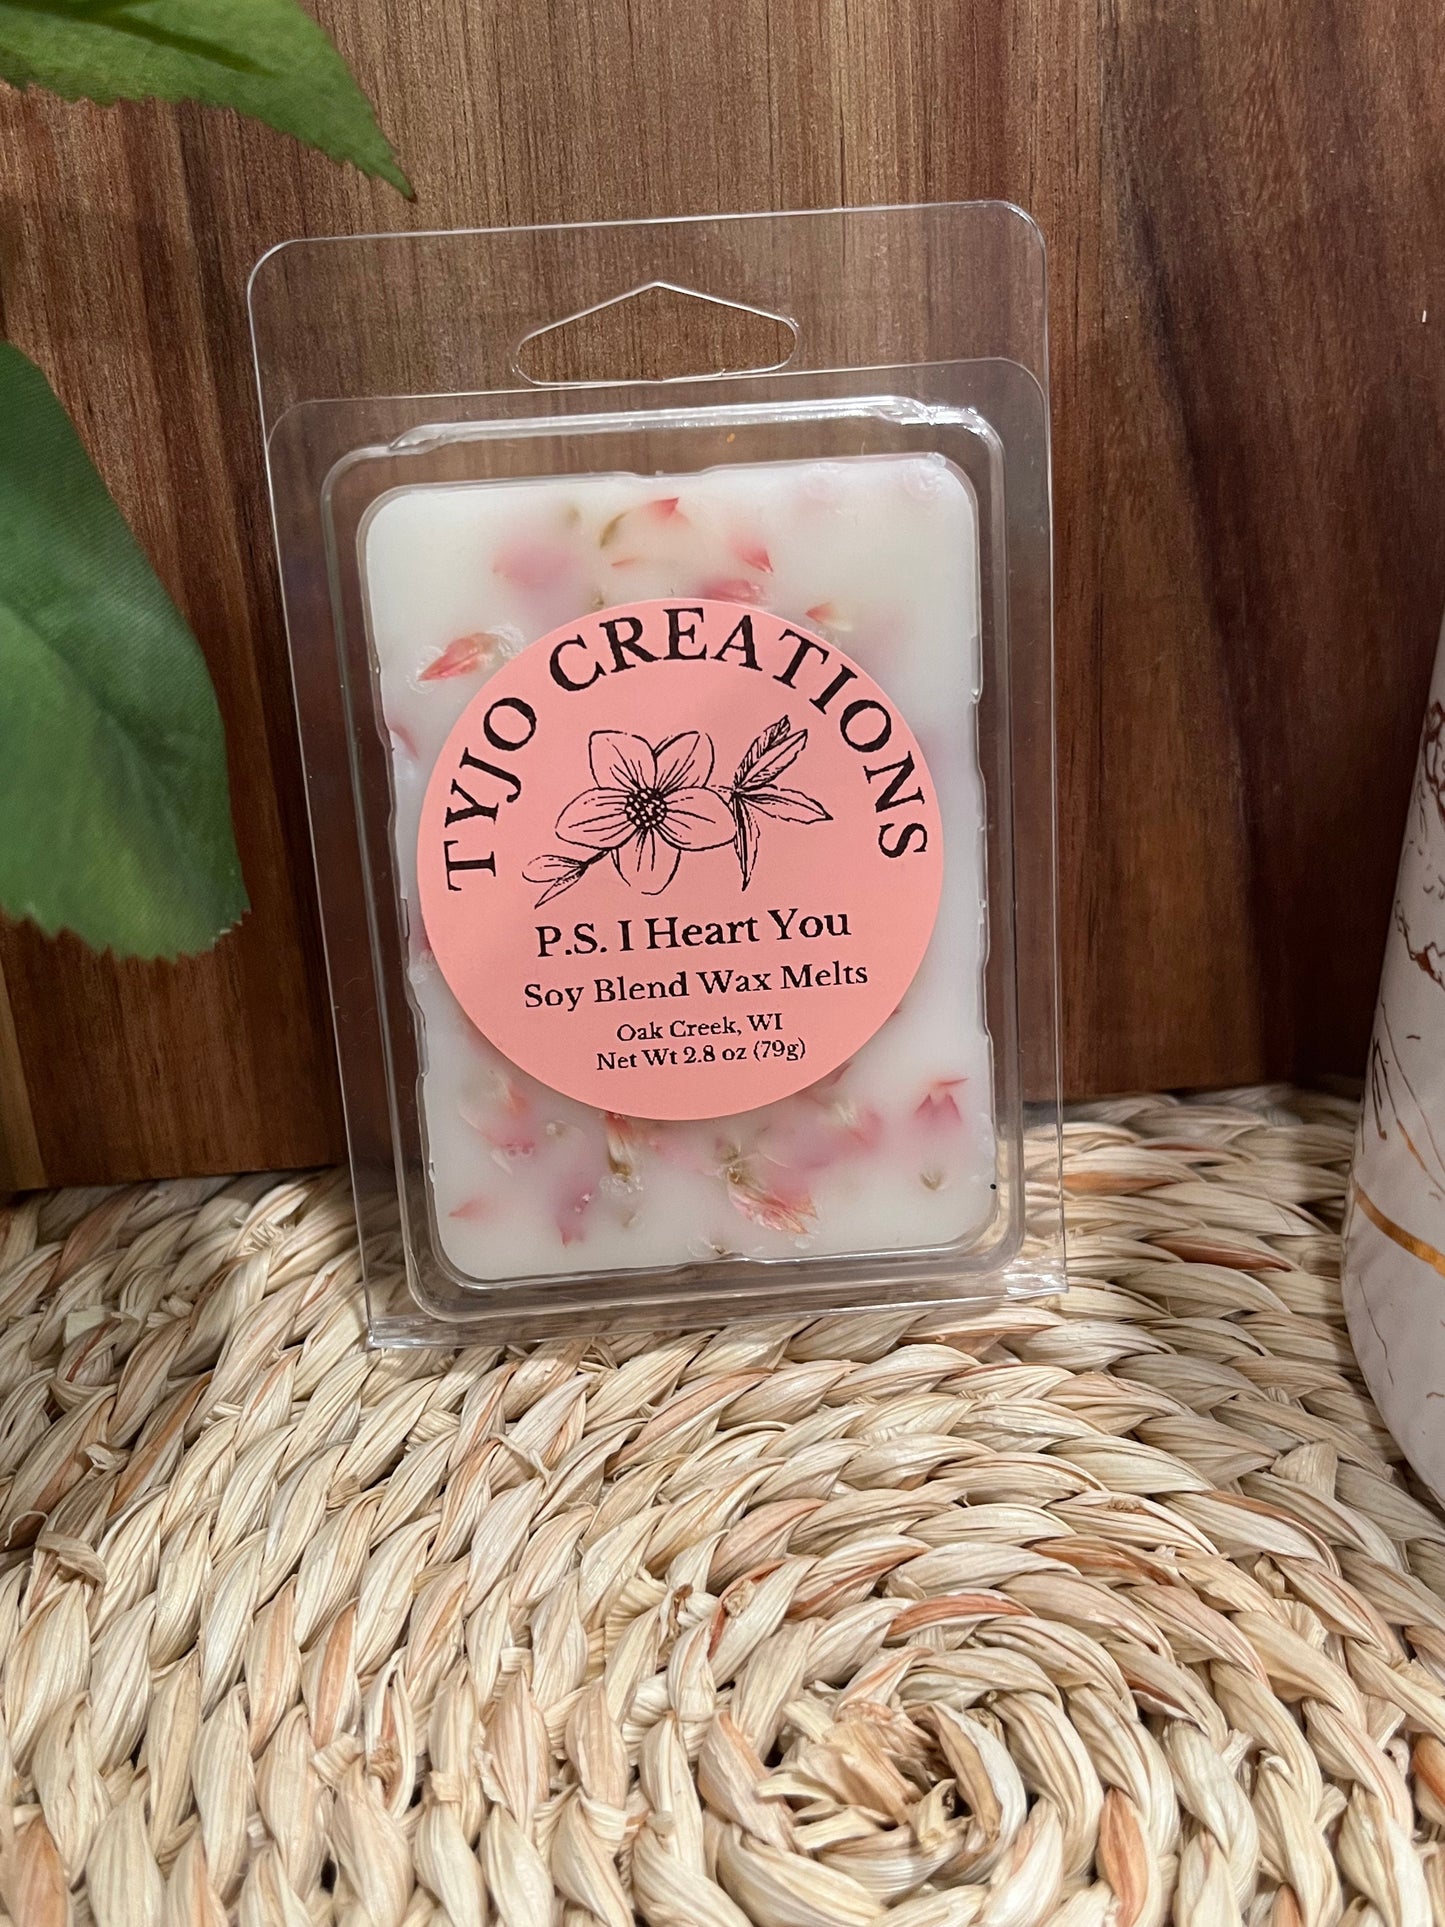 TYJO CREATIONS
P.S. I Heart You
Soy Blend Wax Melts
Oak Creek, WI
Net Wt 2.8 oz (79g)